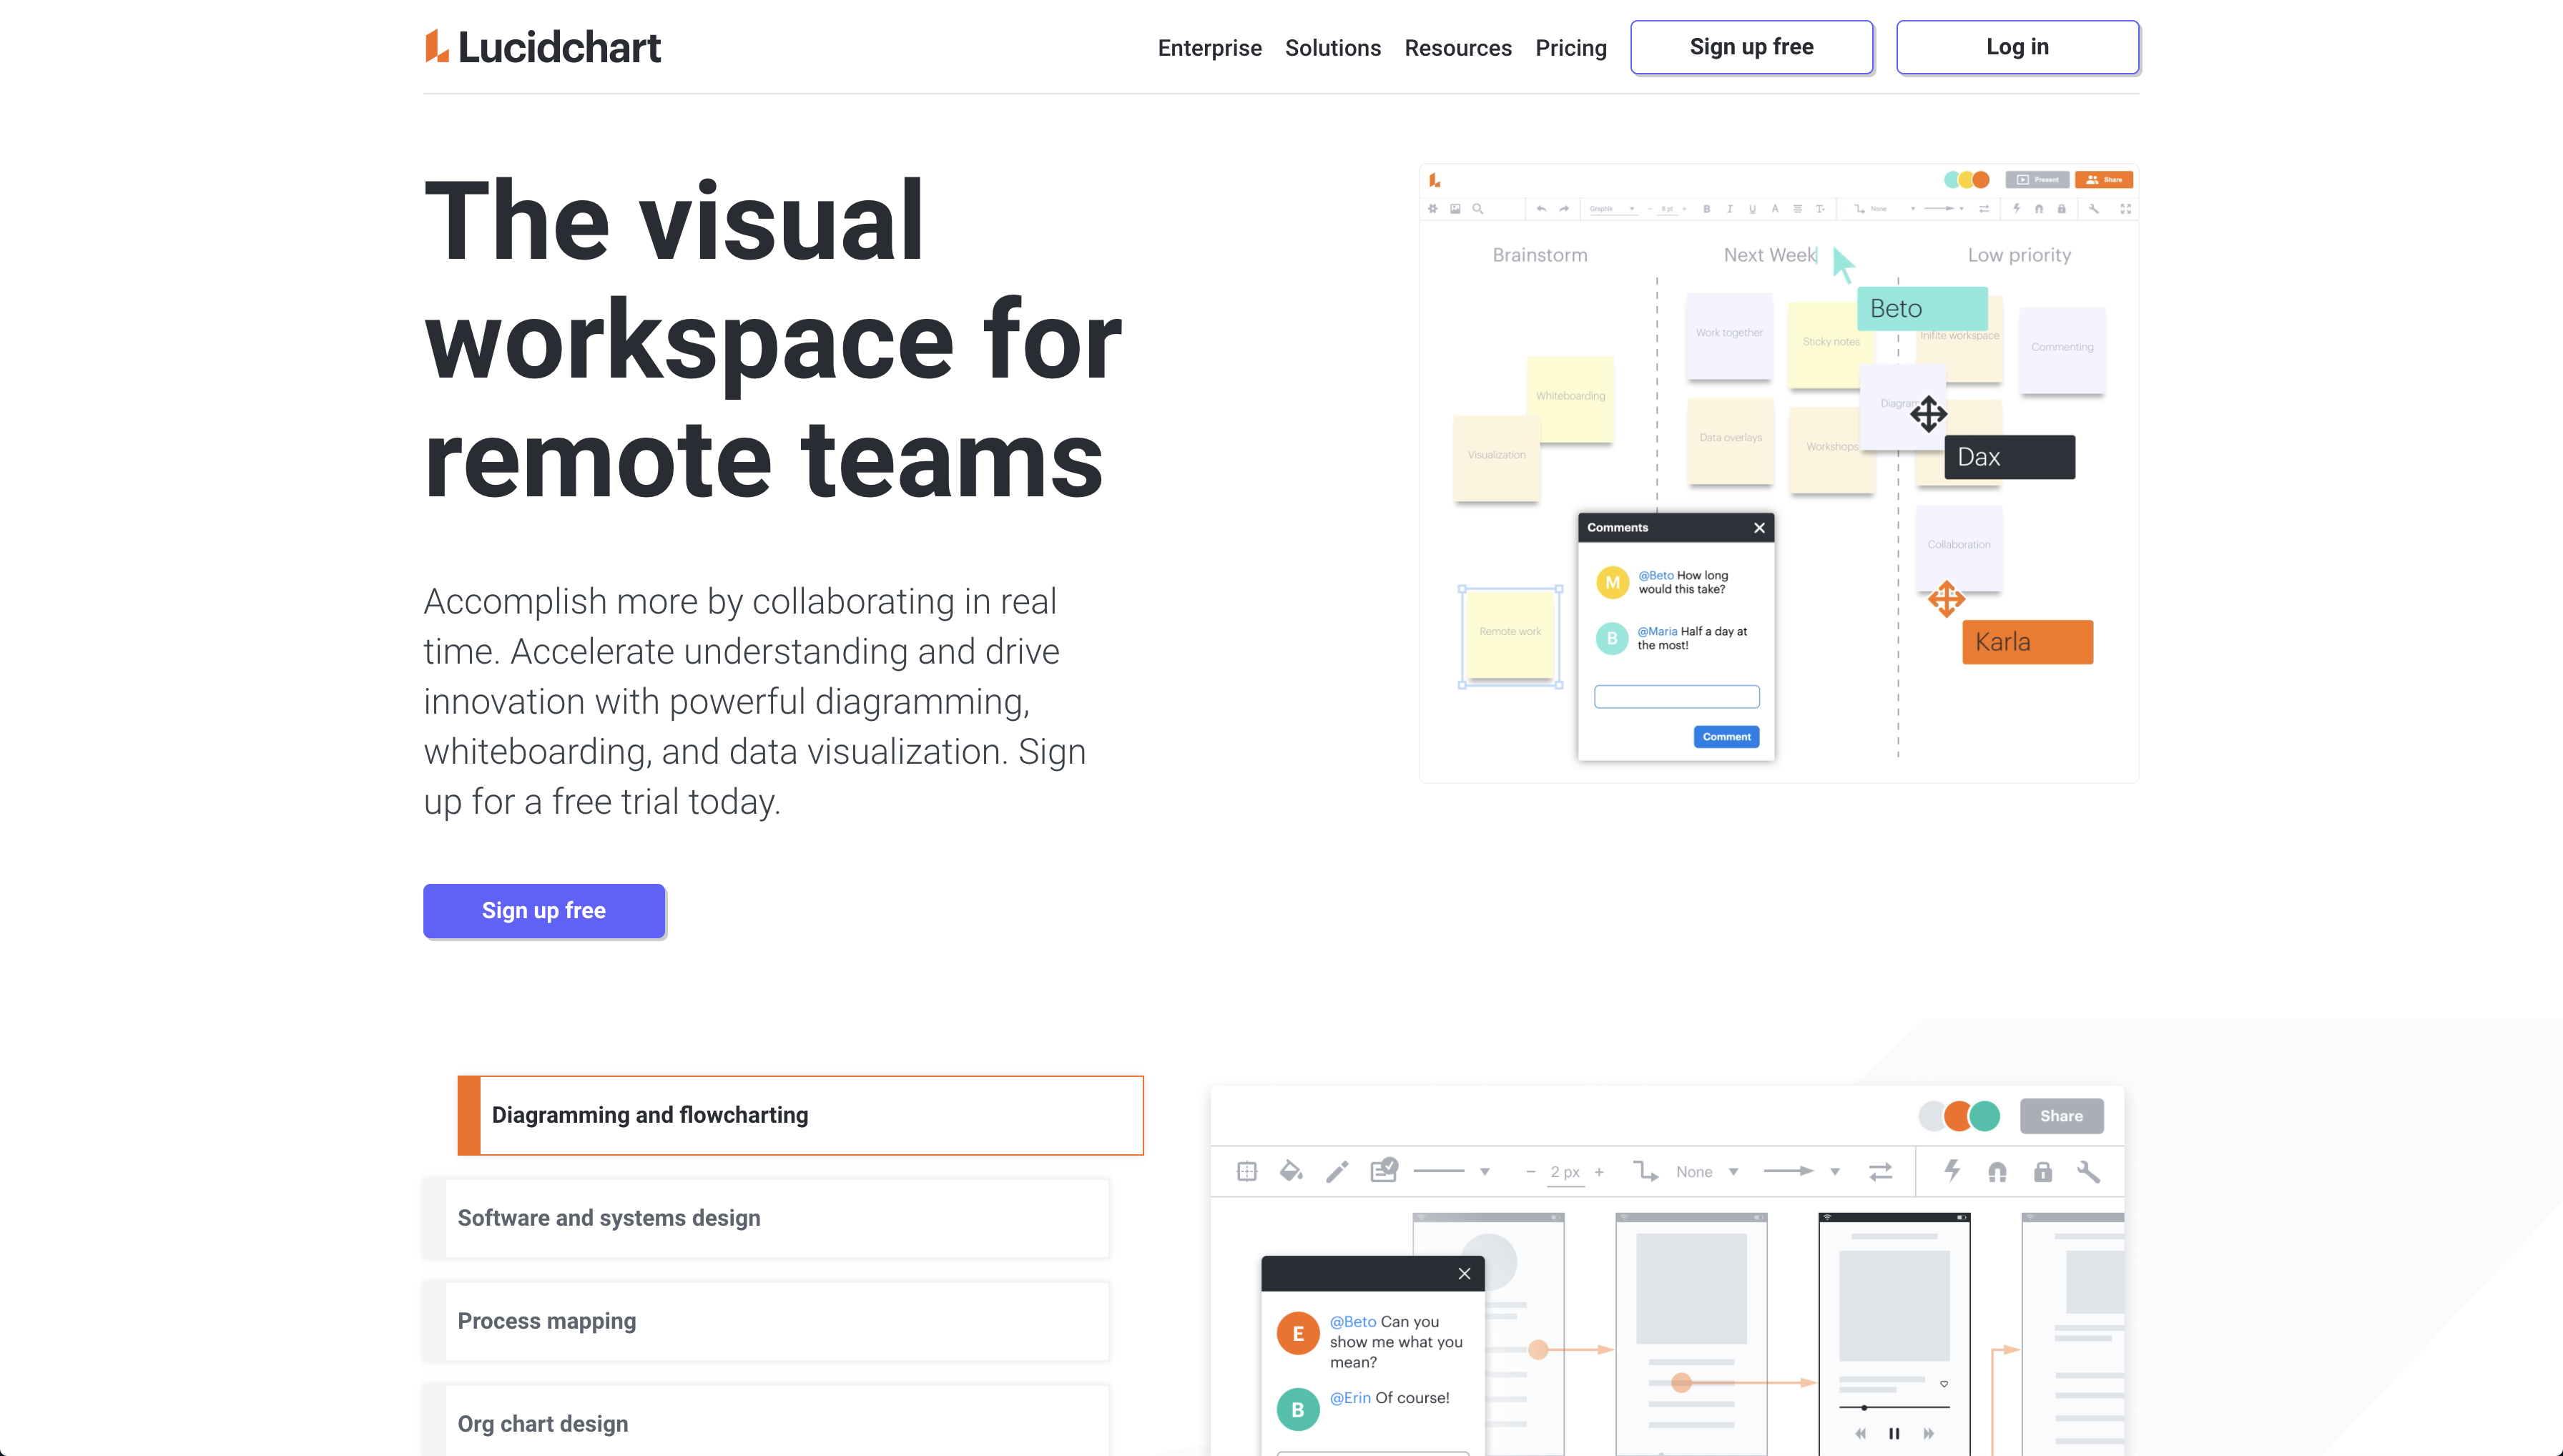 Lucidchart
Enterprise Solutions Resources Pricing Sign up free Log in
The visual
workspace for
remote teams
Accomplish more by collaborating in real
time. Accelerate understanding and drive
innovation with powerful diagramming,
whiteboarding, and data visualization. Sign
up for a free trial today.
Sign up free
Present Share
Graphik 8 pt B I U A T None
Brainstorm Next Week Low priority
Beto
Work together
Sticky notes
Inifite workspace
Commenting
Whiteboarding
Diagram
Visualization
Data overlays
Workshops
Dax
Collaboration
Karla
Remote work
Comments
M
@Beto How long
would this take?
B
@Maria Half a day at
the most!
Comment
Diagramming and flowcharting
Software and systems design
Process mapping
Org chart design
Share
2 px
None
E
@Beto Can you
show me what you
mean?
B
@Erin Of course!